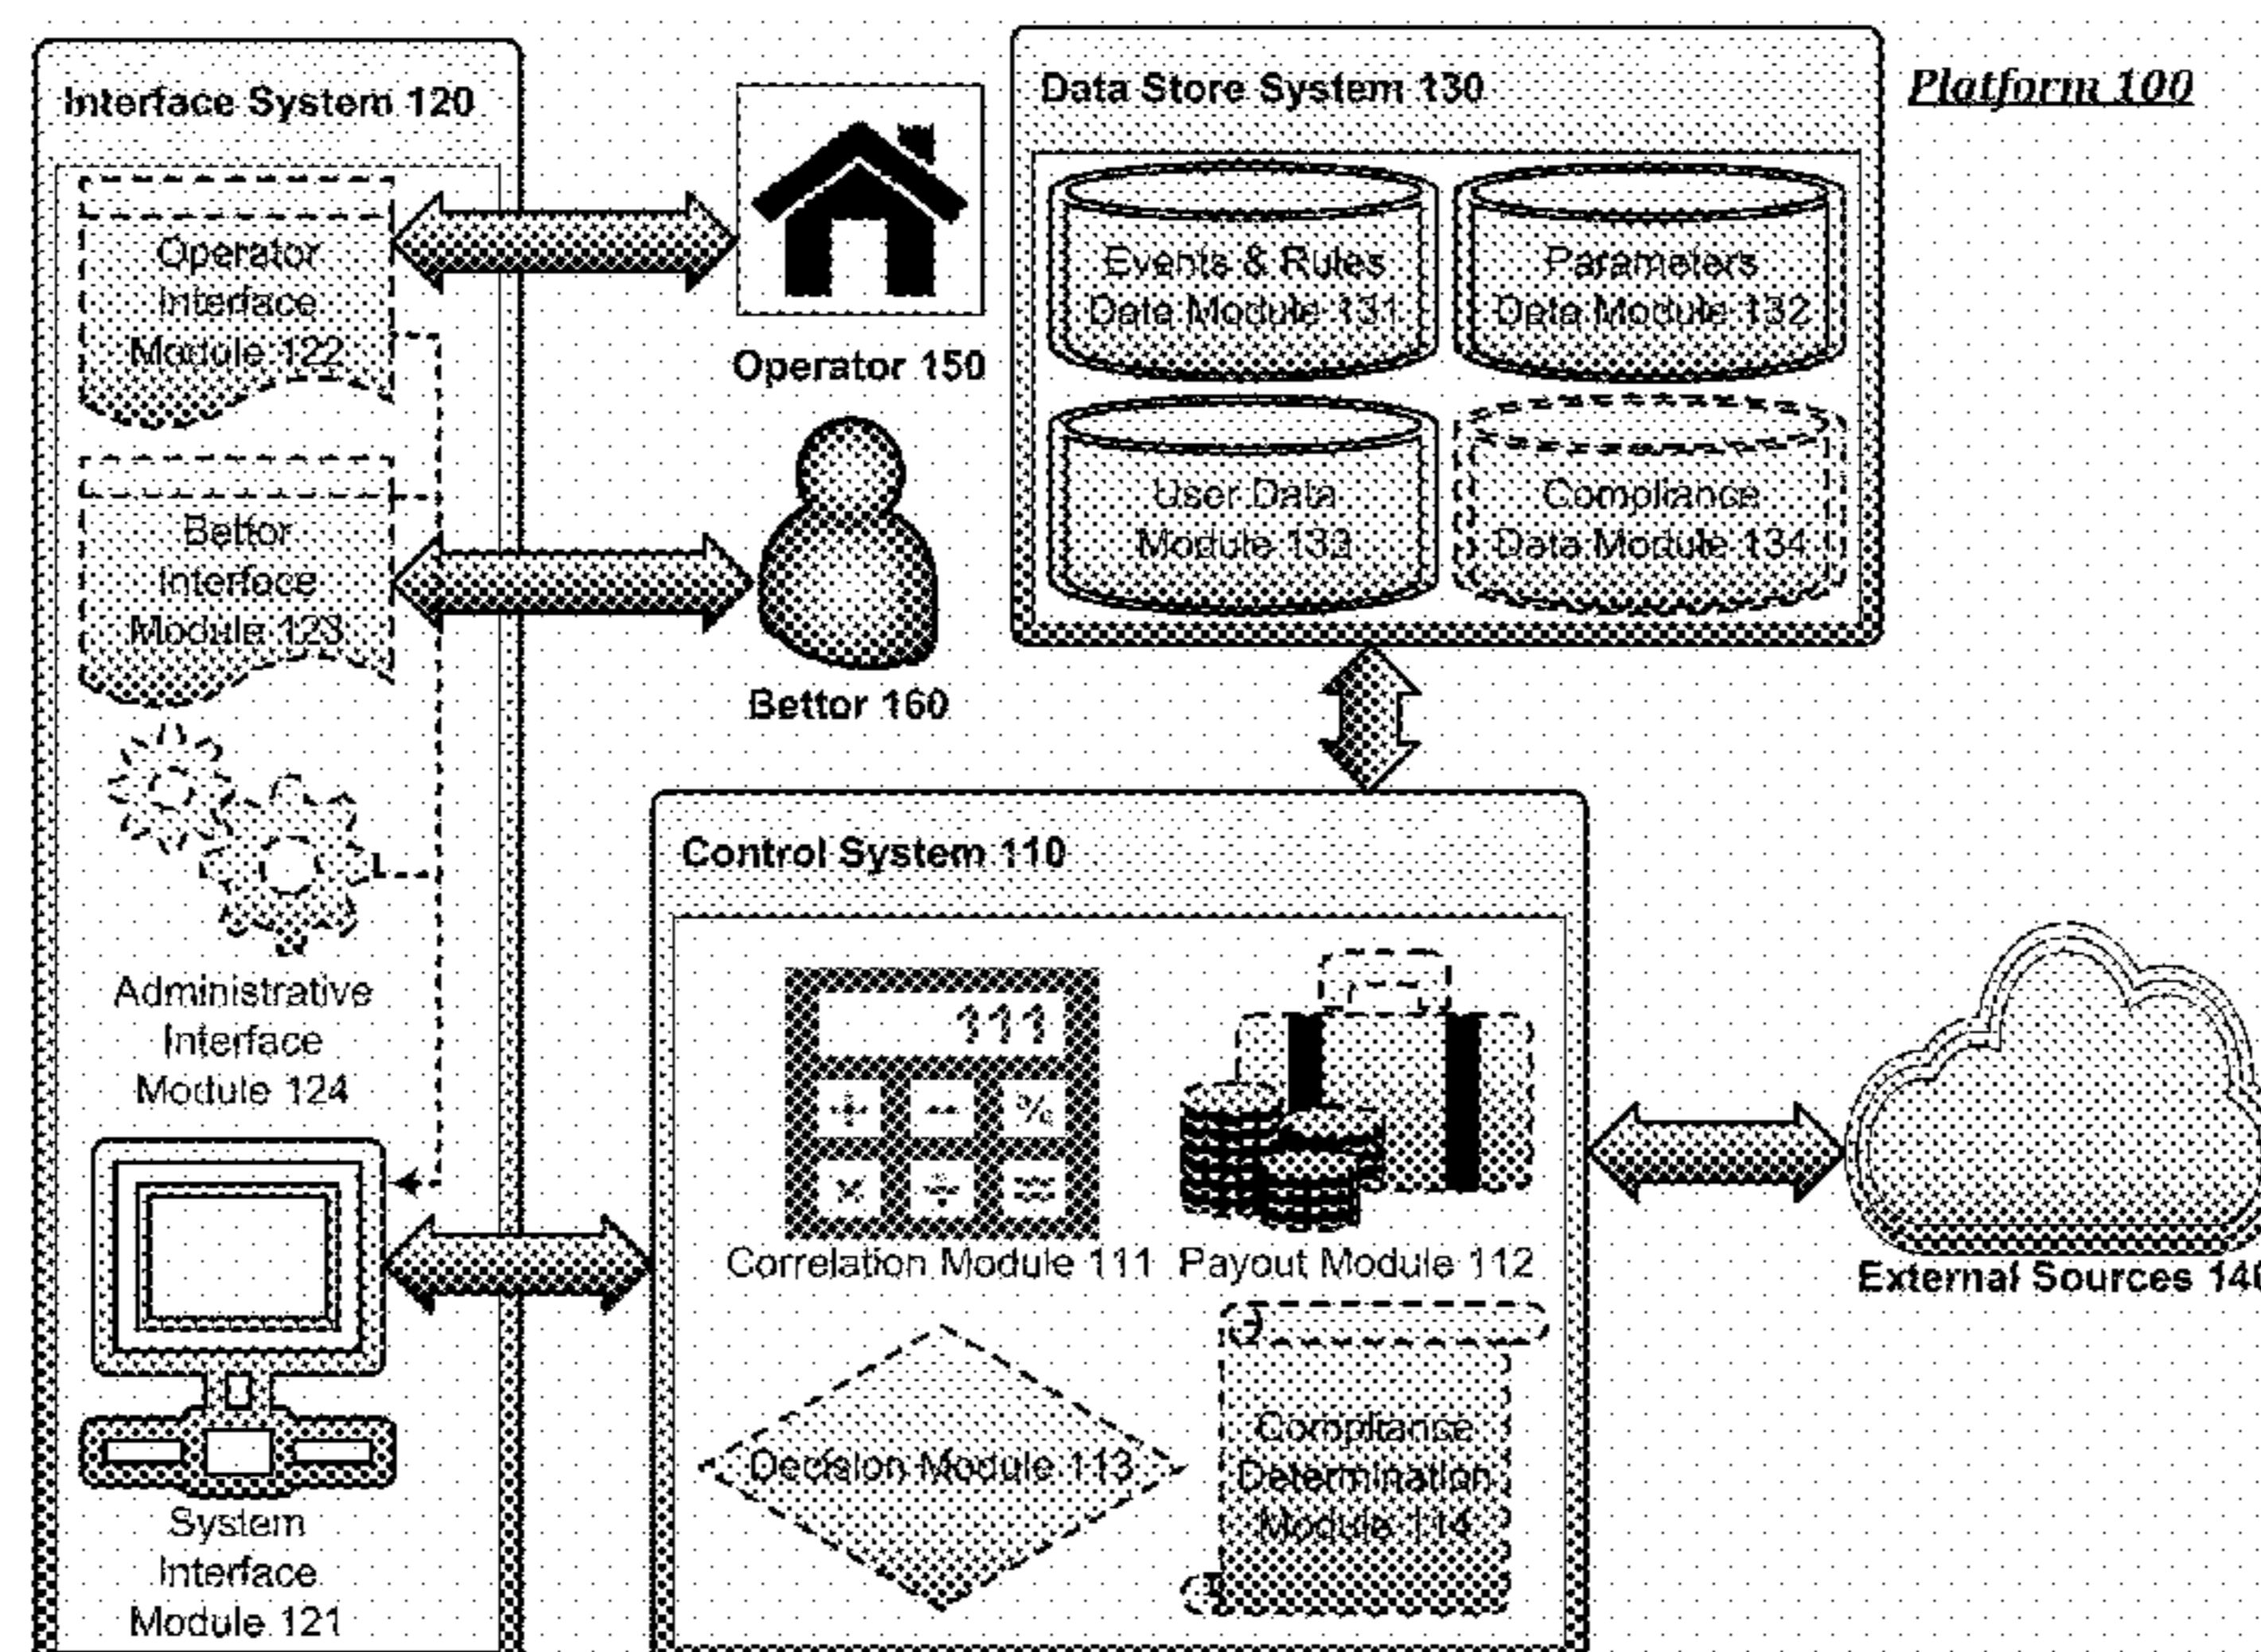 Platform 100
Interface System 120
Operator
Interface
Module 122
Bettor
Interface
Module 123
Administrative
Interface
Module 124
System
Interface
Module 121
Operator 150
Bettor 160
Data Store System 130
Events & Rules
Data Module 131
Parameters
Data Module 132
User Data
Module 133
Compliance
Data Module 134
Control System 110
111
+ - %
× ÷ =
Correlation Module 111
Payout Module 112
Decision Module 113
Compliance
Determination
Module 114
External Sources 140